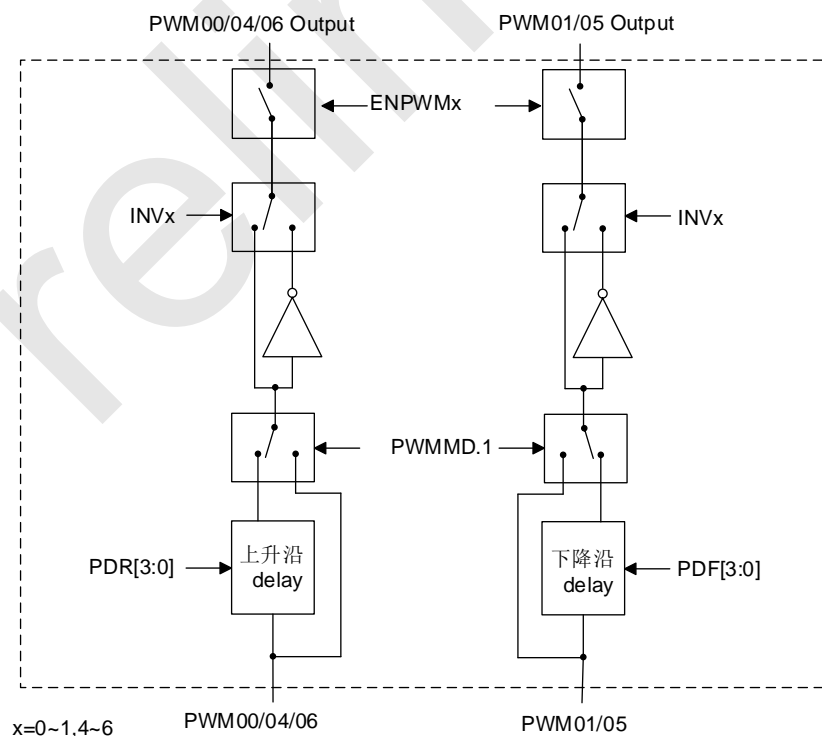 PWM00/04/06 Output
PWM01/05 Output
ENPWMx
INVx
INVx
PWMMD.1
PDR[3:0]
上升沿
delay
下降沿
delay
PDF[3:0]
x=0~1,4~6
PWM00/04/06
PWM01/05